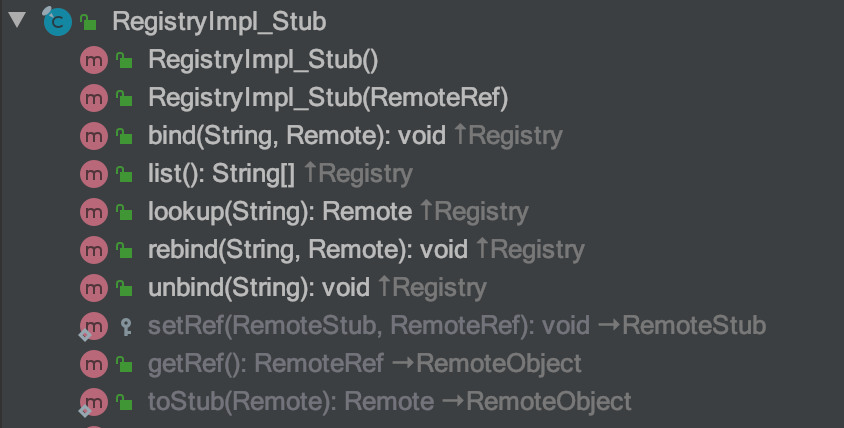 RegistryImpl_Stub
RegistryImpl_Stub()
RegistryImpl_Stub(RemoteRef)
bind(String, Remote): void ↑Registry
list(): String[] ↑Registry
lookup(String): Remote ↑Registry
rebind(String, Remote): void ↑Registry
unbind(String): void ↑Registry
setRef(RemoteStub, RemoteRef): void →RemoteStub
getRef(): RemoteRef →RemoteObject
toStub(Remote): Remote →RemoteObject